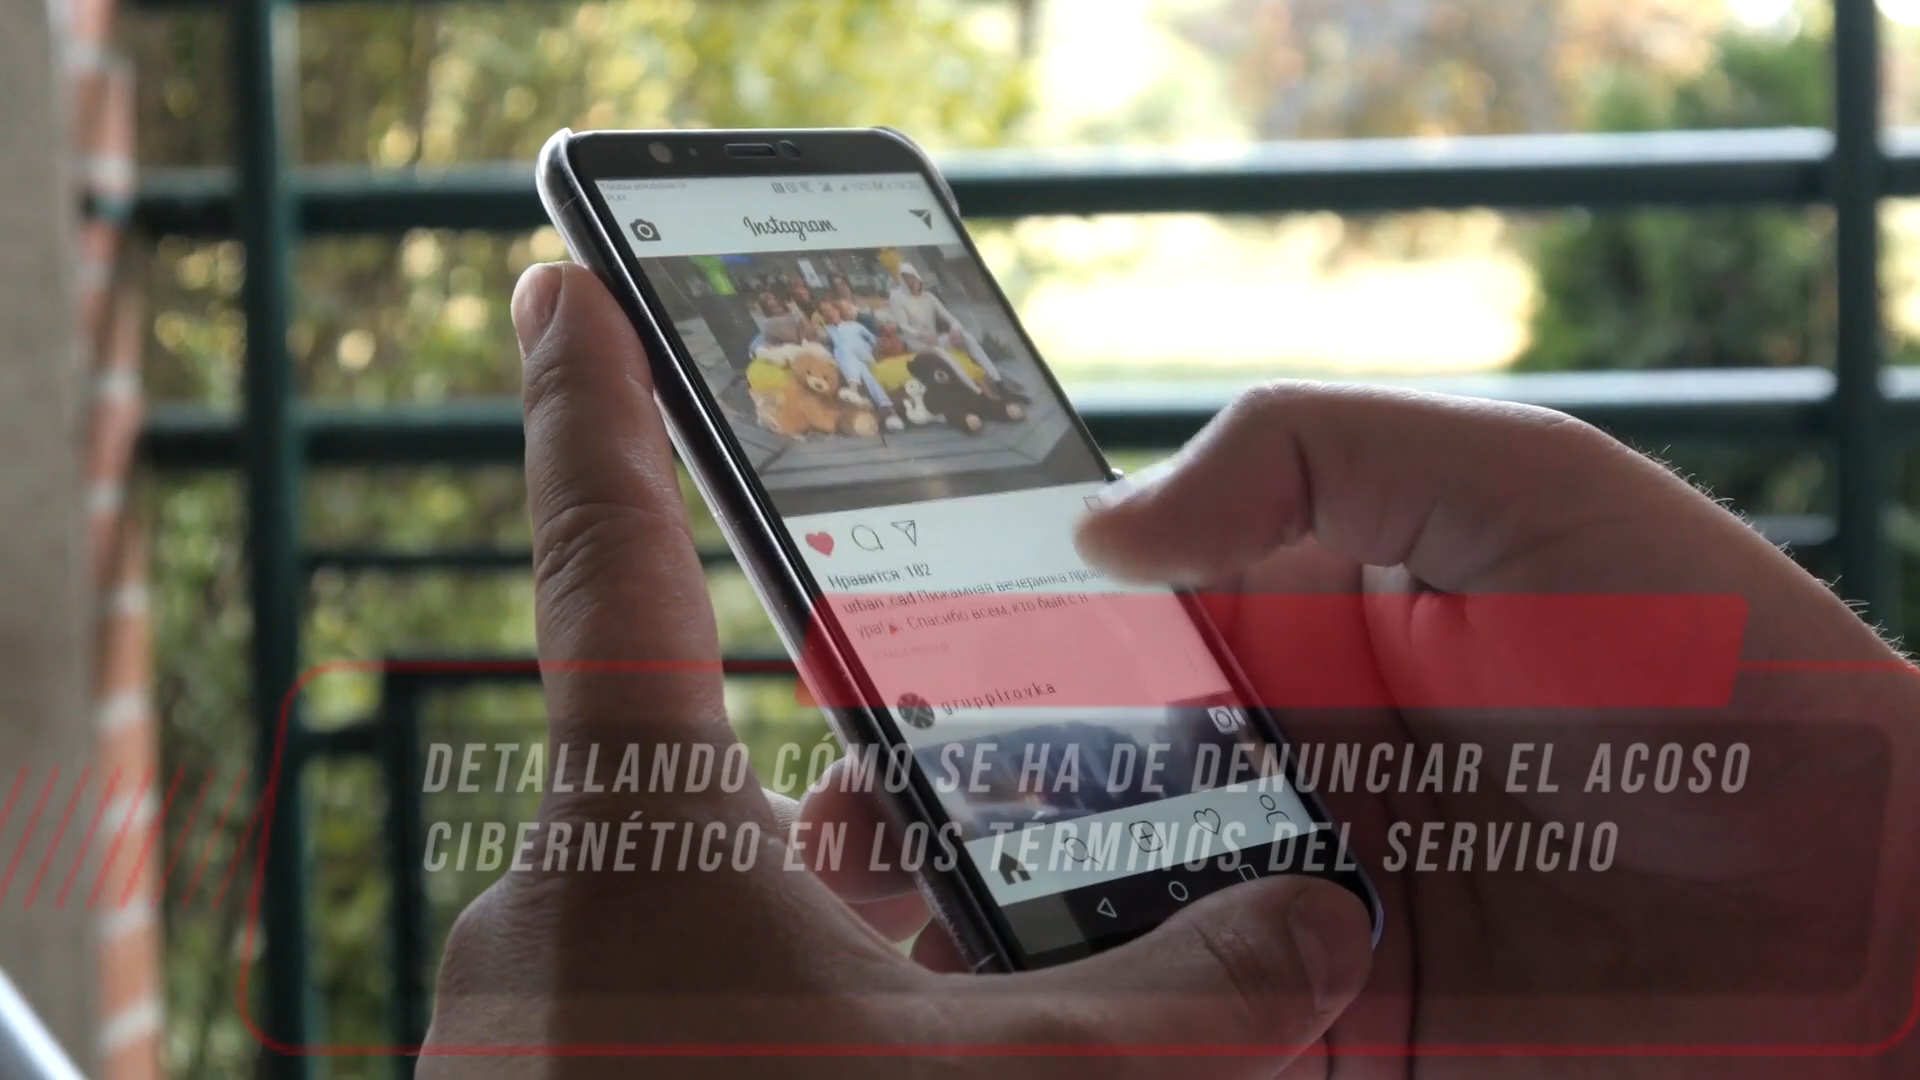 Instagram
Нравится: 182
urban_cad Пижамная вечеринка
ура! Спасибо всем, кто был с н
gruppirovka
DETALLANDO CÓMO SE HA DE DENUNCIAR EL ACOSO
CIBERNÉTICO EN LOS TÉRMINOS DEL SERVICIO